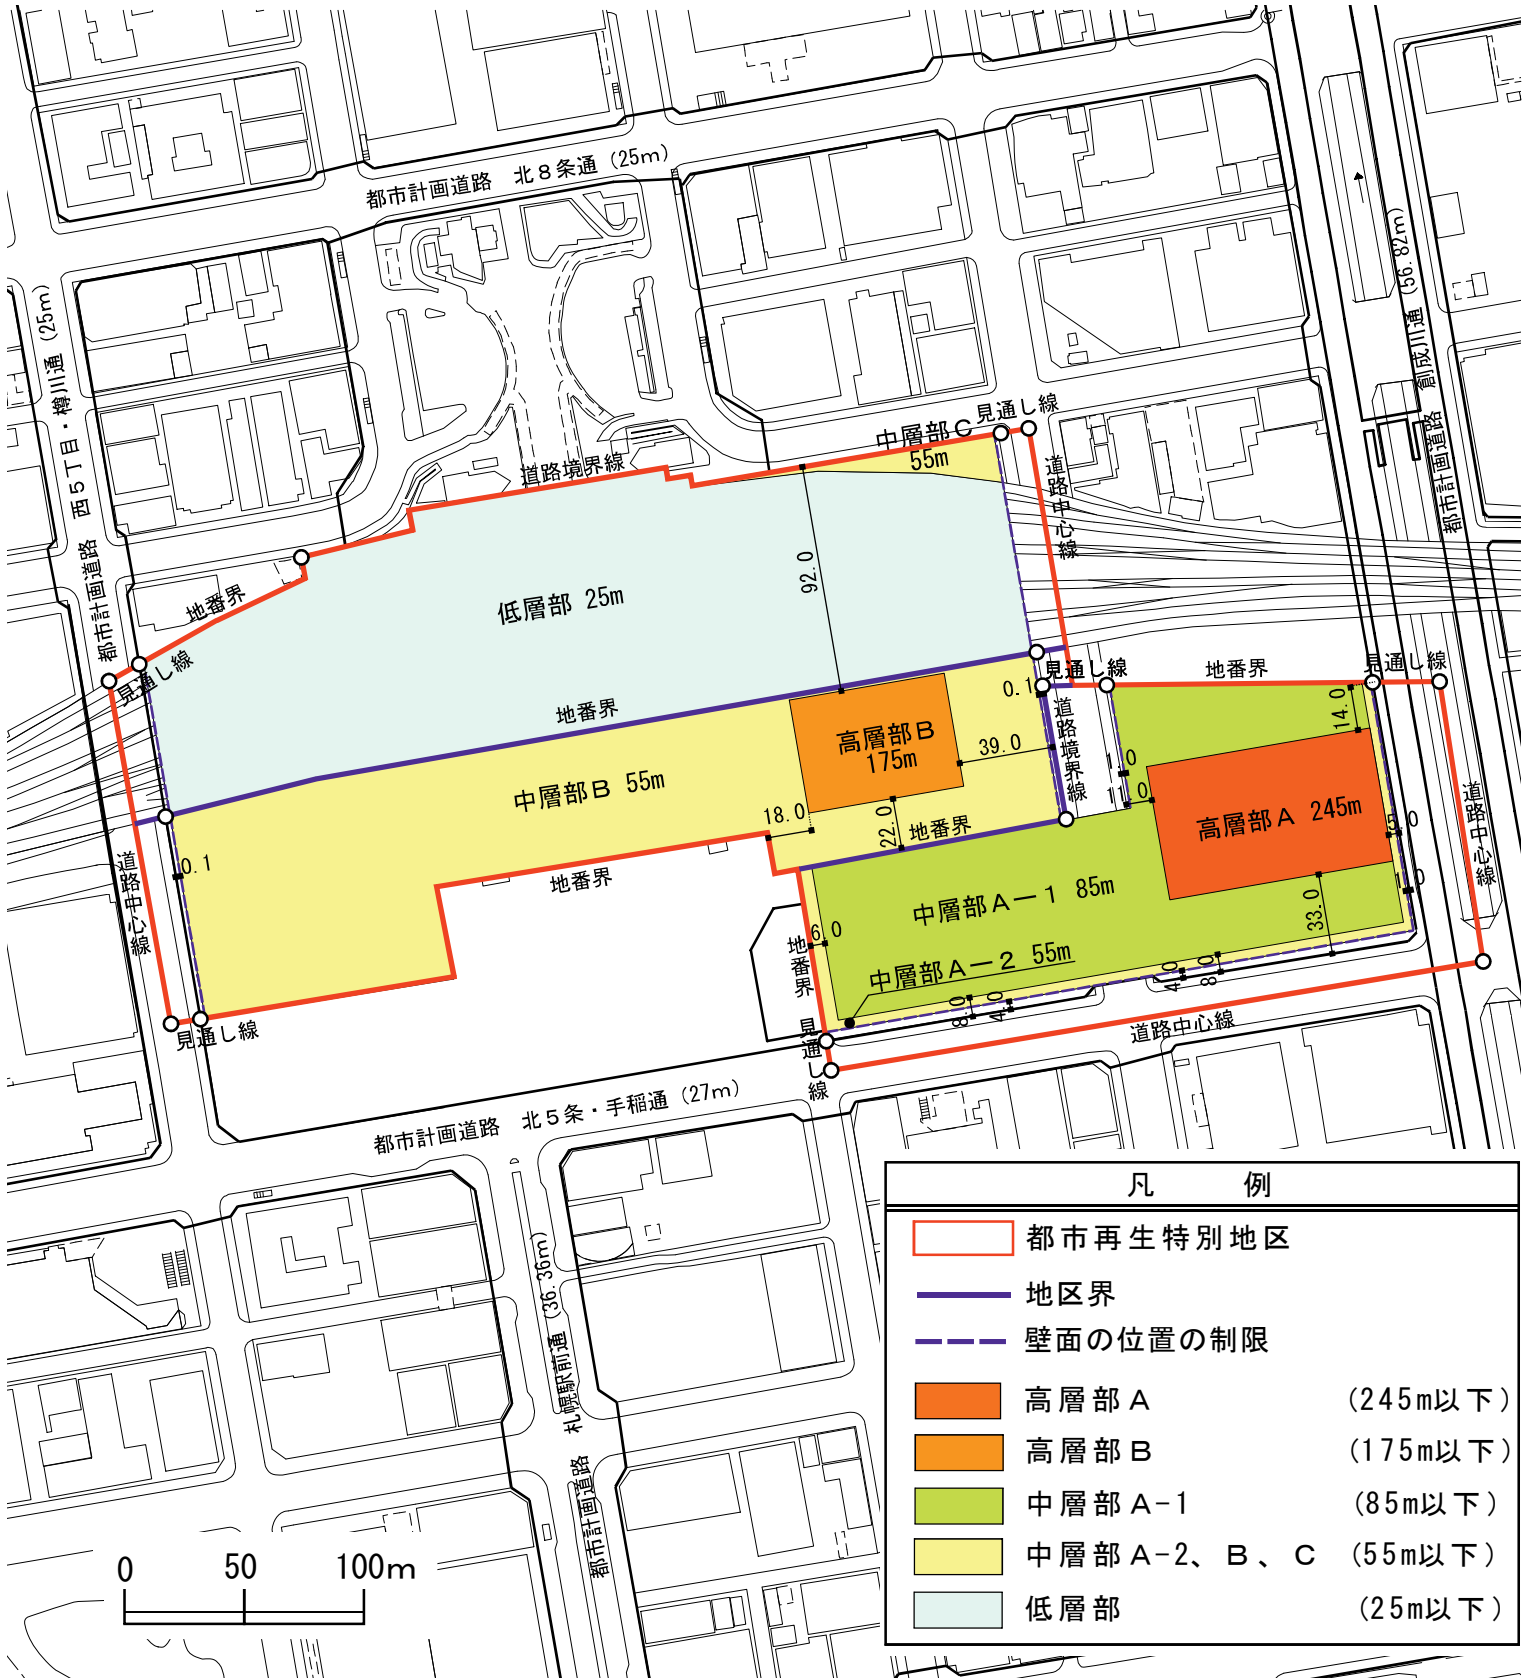 都市計画道路　北８条通（25m）
都市計画道路　西５丁目・樽川通（25m）
都市計画道路　創成川通（56.82m）
中層部Ｃ
55m
見通し線
道路境界線
道路中心線
地番界
92.0
低層部 25m
見通し線
地番界
見通し線
地番界
見通し線
0.1
道路境界線
14.0
高層部Ｂ
175m
39.0
中層部Ｂ 55m
1.0
11.0
高層部Ａ 245m
18.0
22.0
地番界
5.0
道路中心線
0.1
道路中心線
地番界
中層部Ａ－１ 85m
1.0
33.0
6.0
地番界
中層部Ａ－２ 55m
4.0
8.0
8.0
4.0
見通し線
見通し線
道路中心線
都市計画道路　北５条・手稲通（27m）
都市計画道路　札幌駅前通（36.36m）
凡　例
都市再生特別地区
地区界
壁面の位置の制限
高層部Ａ　（245m以下）
高層部Ｂ　（175m以下）
中層部Ａ-1　（85m以下）
中層部Ａ-2、Ｂ、Ｃ　（55m以下）
低層部　（25m以下）
0　50　100m